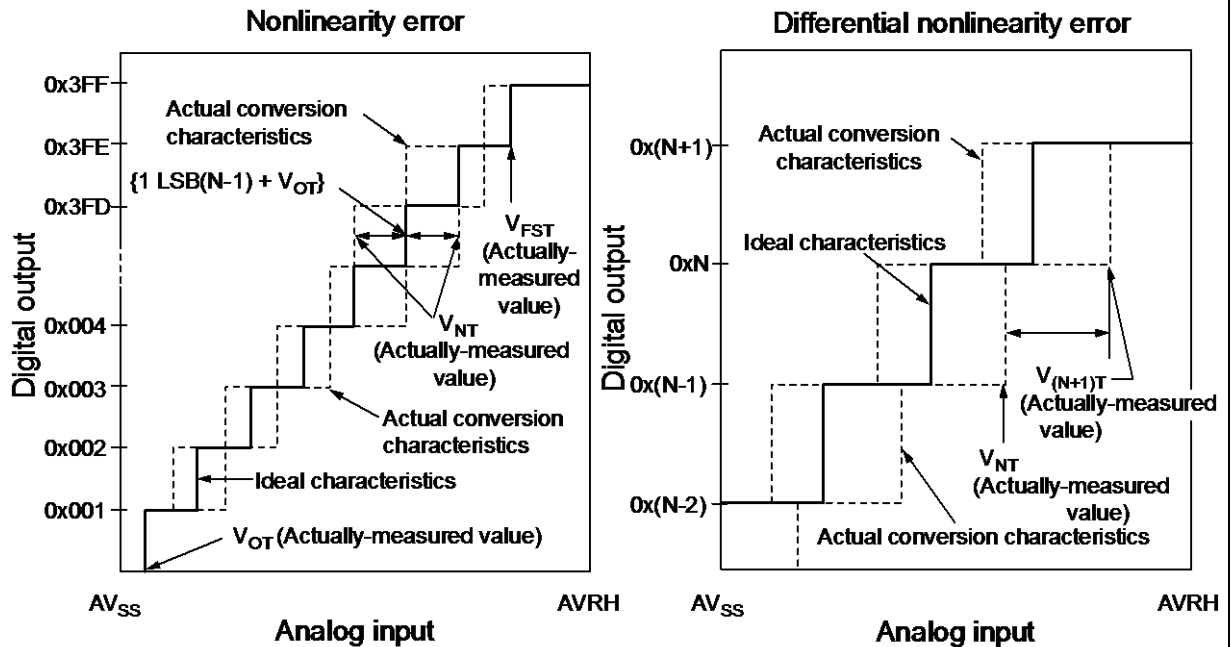 Nonlinearity error
0x3FF
0x3FE
0x3FD
0x004
0x003
0x002
0x001
Digital output
Actual conversion
characteristics
{1 LSB(N-1) + VOT}
VFST
(Actually-
measured
value)
VNT
(Actually-measured
value)
Actual conversion
characteristics
Ideal characteristics
VOT (Actually-measured value)
AVSS
AVRH
Analog input
Differential nonlinearity error
0x(N+1)
0xN
0x(N-1)
0x(N-2)
Digital output
Actual conversion
characteristics
Ideal characteristics
V(N+1)T
(Actually-measured
value)
VNT
(Actually-measured
value)
Actual conversion characteristics
AVSS
AVRH
Analog input